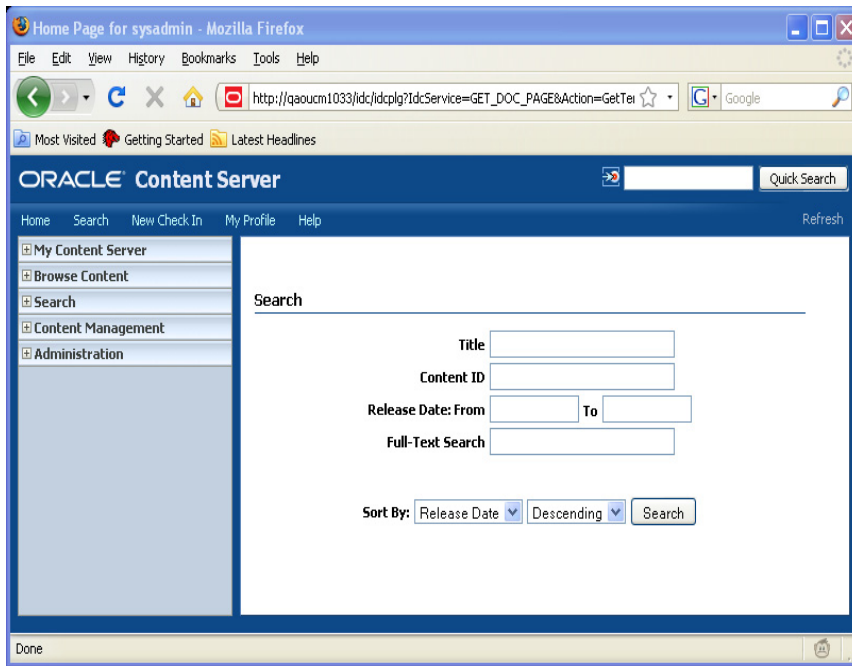 Home Page for sysadmin - Mozilla Firefox
File Edit View History Bookmarks Tools Help
http://qaoucm1033/idc/idcplg?IdcService=GET_DOC_PAGE&Action=GetTe
G Google
Most Visited Getting Started Latest Headlines
ORACLE Content Server
Quick Search
Home Search New Check In My Profile Help Refresh
My Content Server
Browse Content
Search
Content Management
Administration
Search
Title
Content ID
Release Date: From To
Full-Text Search
Sort By: Release Date Descending Search
Done